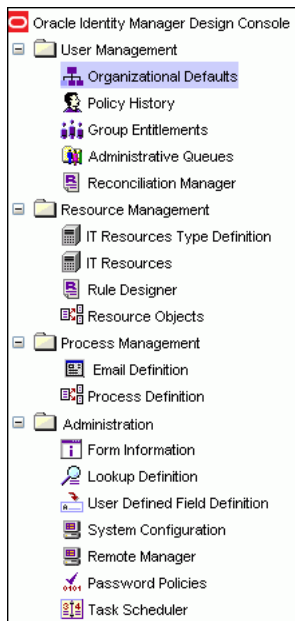 Oracle Identity Manager Design Console
User Management
Organizational Defaults
Policy History
Group Entitlements
Administrative Queues
Reconciliation Manager
Resource Management
IT Resources Type Definition
IT Resources
Rule Designer
Resource Objects
Process Management
Email Definition
Process Definition
Administration
Form Information
Lookup Definition
User Defined Field Definition
System Configuration
Remote Manager
Password Policies
Task Scheduler